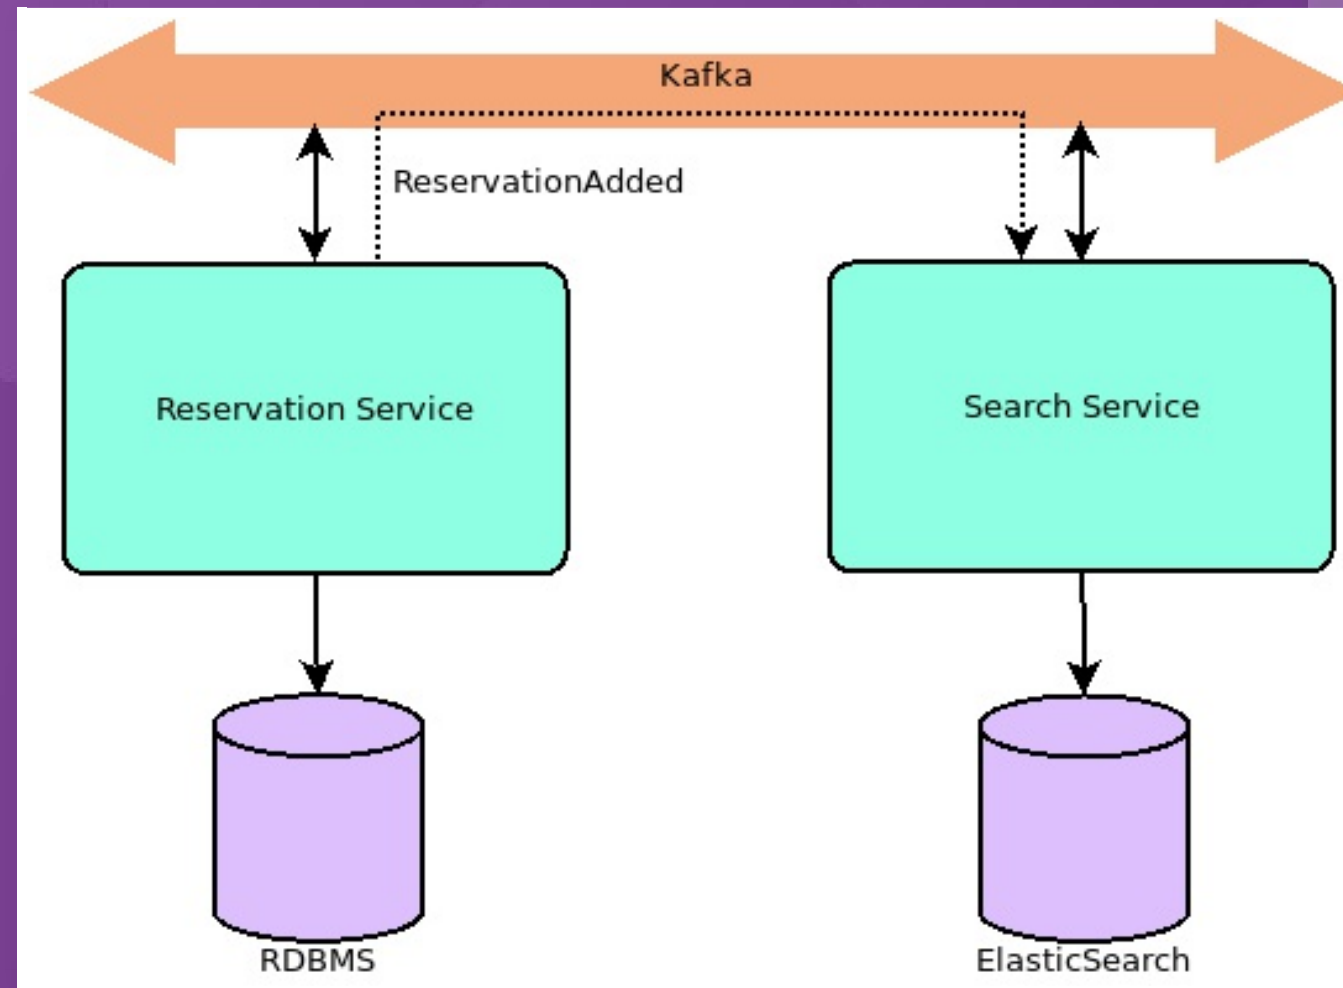 Kafka
ReservationAdded
Reservation Service
Search Service
RDBMS
ElasticSearch